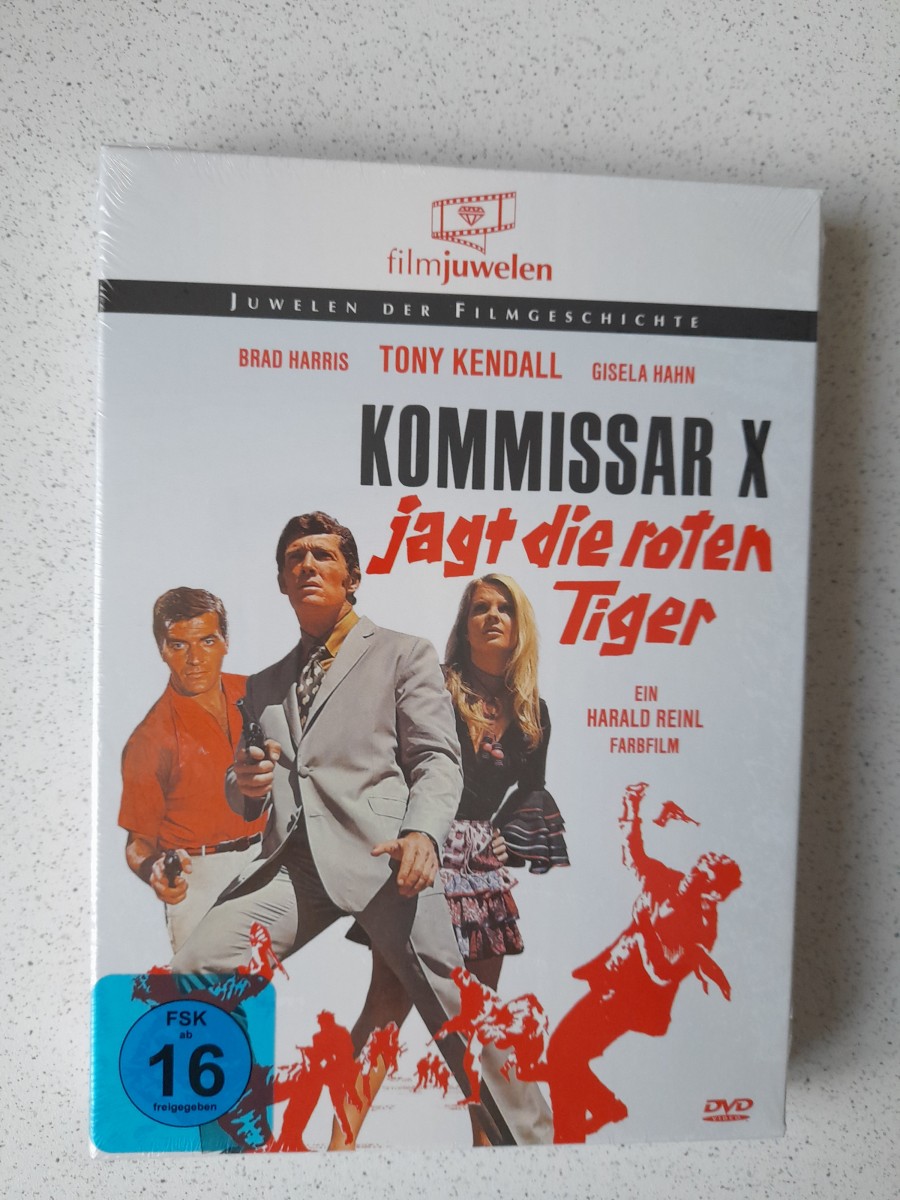 filmjuwelen
JUWELEN DER FILMGESCHICHTE
BRAD HARRIS TONY KENDALL GISELA HAHN
KOMMISSAR X
jagt die roten
Tiger
EIN
HARALD REINL
FARBFILM
FSK
ab
16
freigegeben
DVD
VIDEO